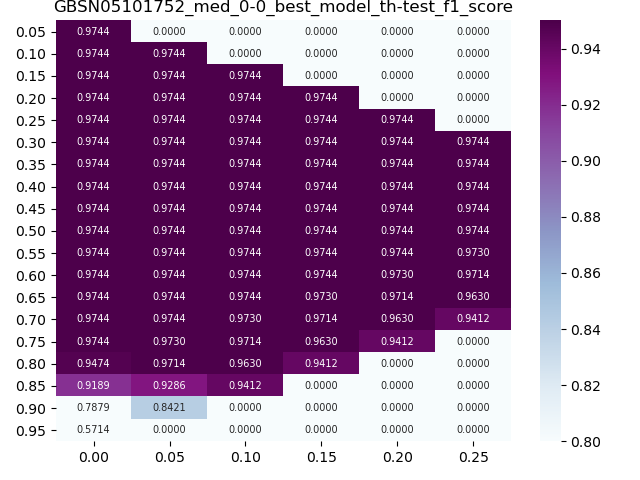 GBSN05101752_med_0-0_best_model_th-test_f1_score
0.05 0.9744 0.0000 0.0000 0.0000 0.0000 0.0000
0.10 0.9744 0.9744 0.0000 0.0000 0.0000 0.0000
0.15 0.9744 0.9744 0.9744 0.0000 0.0000 0.0000
0.20 0.9744 0.9744 0.9744 0.9744 0.0000 0.0000
0.25 0.9744 0.9744 0.9744 0.9744 0.9744 0.0000
0.30 0.9744 0.9744 0.9744 0.9744 0.9744 0.9744
0.35 0.9744 0.9744 0.9744 0.9744 0.9744 0.9744
0.40 0.9744 0.9744 0.9744 0.9744 0.9744 0.9744
0.45 0.9744 0.9744 0.9744 0.9744 0.9744 0.9744
0.50 0.9744 0.9744 0.9744 0.9744 0.9744 0.9744
0.55 0.9744 0.9744 0.9744 0.9744 0.9744 0.9730
0.60 0.9744 0.9744 0.9744 0.9744 0.9730 0.9714
0.65 0.9744 0.9744 0.9744 0.9730 0.9714 0.9630
0.70 0.9744 0.9744 0.9730 0.9714 0.9630 0.9412
0.75 0.9744 0.9730 0.9714 0.9630 0.9412 0.0000
0.80 0.9474 0.9714 0.9630 0.9412 0.0000 0.0000
0.85 0.9189 0.9286 0.9412 0.0000 0.0000 0.0000
0.90 0.7879 0.8421 0.0000 0.0000 0.0000 0.0000
0.95 0.5714 0.0000 0.0000 0.0000 0.0000 0.0000
0.00 0.05 0.10 0.15 0.20 0.25
0.94
0.92
0.90
0.88
0.86
0.84
0.82
0.80